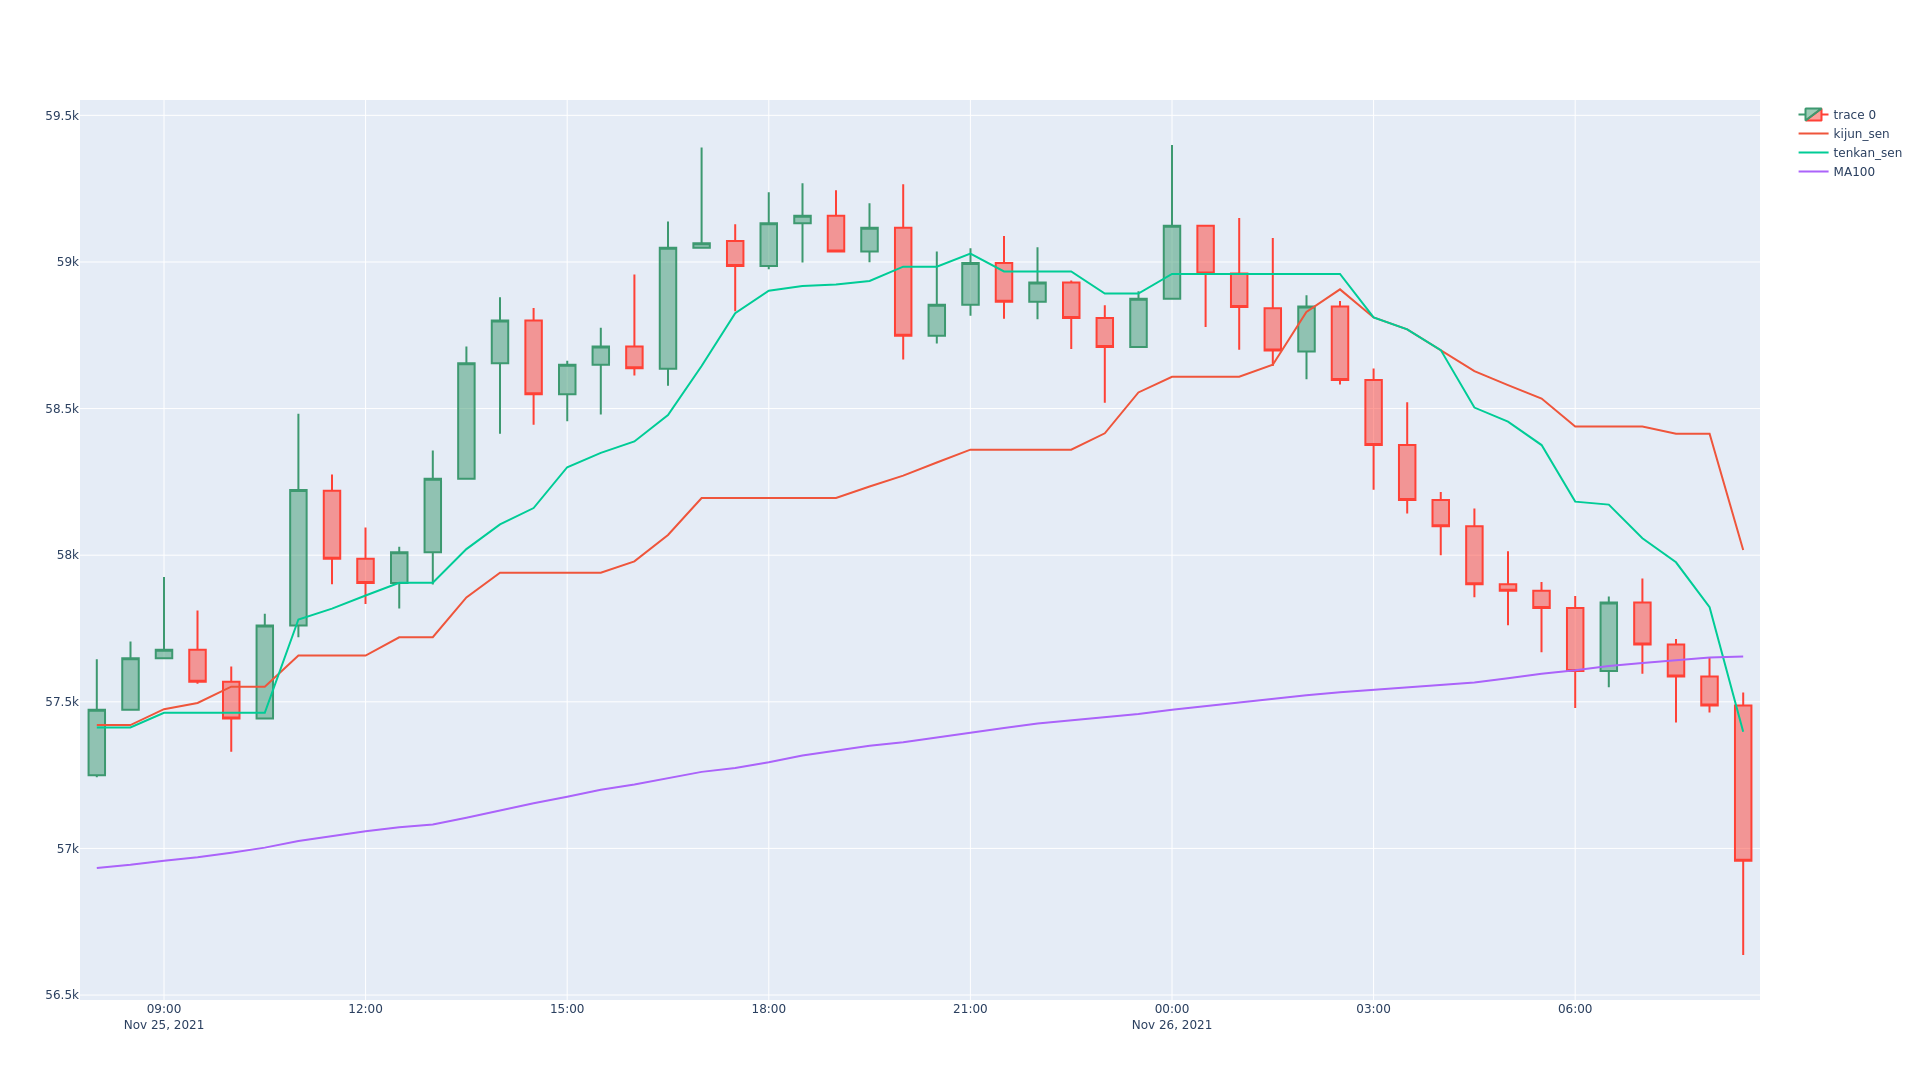 59.5k
59k
58.5k
58k
57.5k
57k
56.5k
09:00
Nov 25, 2021
12:00
15:00
18:00
21:00
00:00
Nov 26, 2021
03:00
06:00
trace 0
kijun_sen
tenkan_sen
MA100